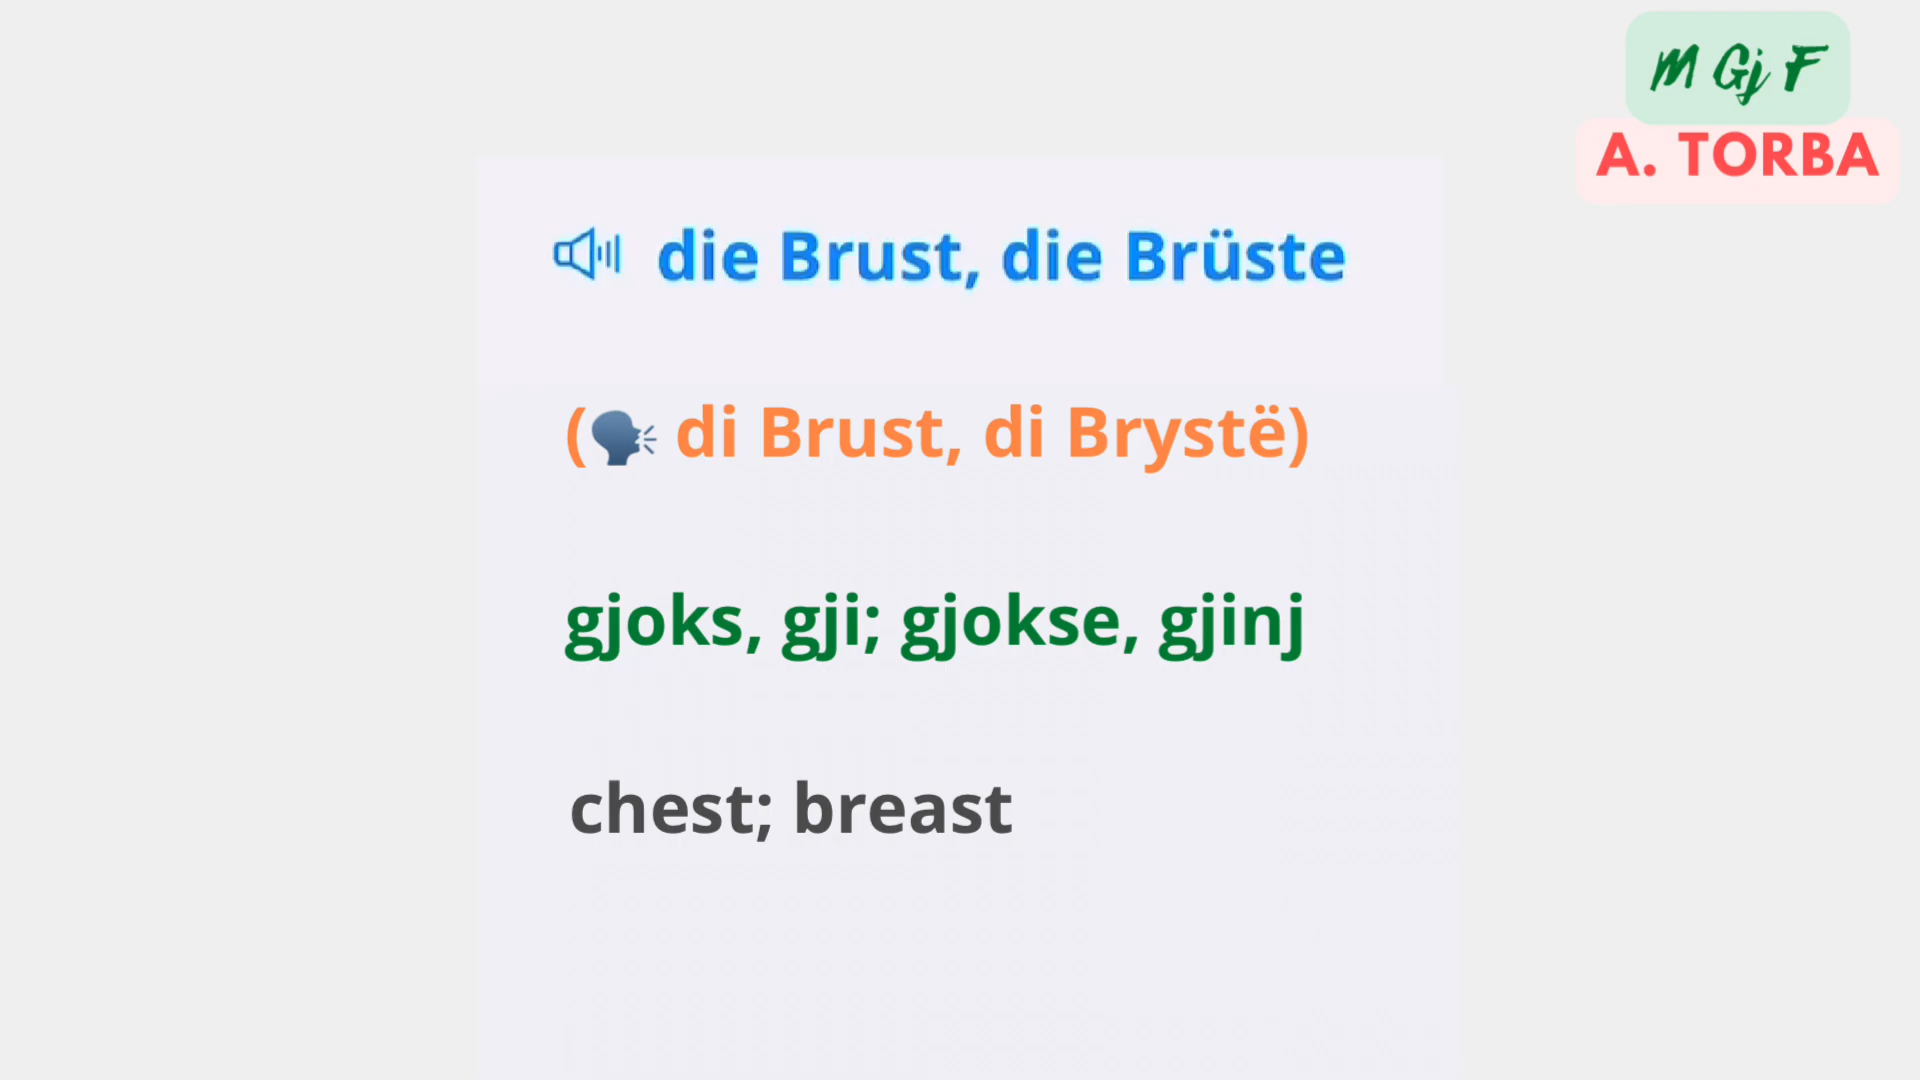 M Gj F
A. TORBA
die Brust, die Brüste
(🗣 di Brust, di Brystë)
gjoks, gji; gjokse, gjinj
chest; breast